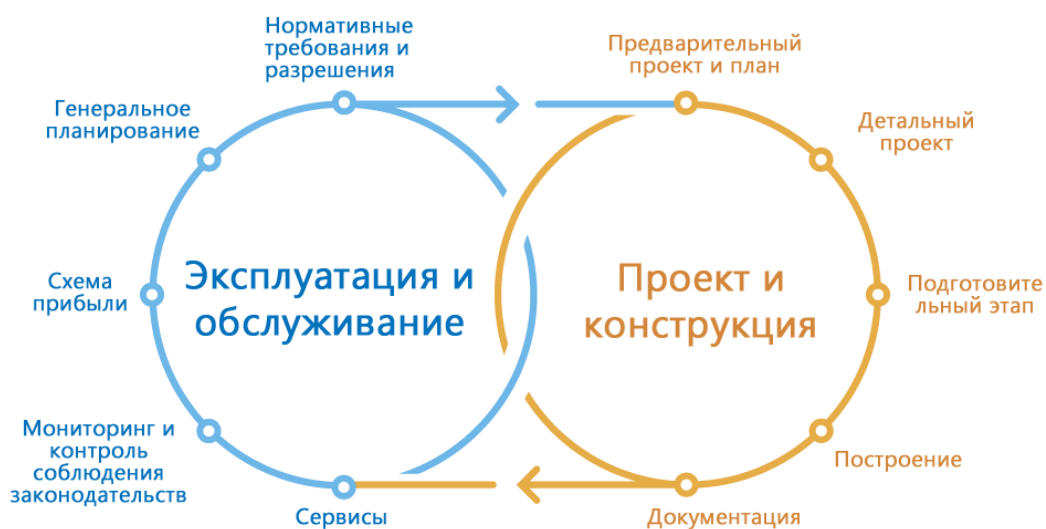 Нормативные
требования и
разрешения
Предварительный
проект и план
Генеральное
планирование
Детальный
проект
Эксплуатация и
обслуживание
Проект и
конструкция
Схема
прибыли
Подготовите
льный этап
Мониторинг и
контроль
соблюдения
законодательств
Построение
Сервисы
Документация